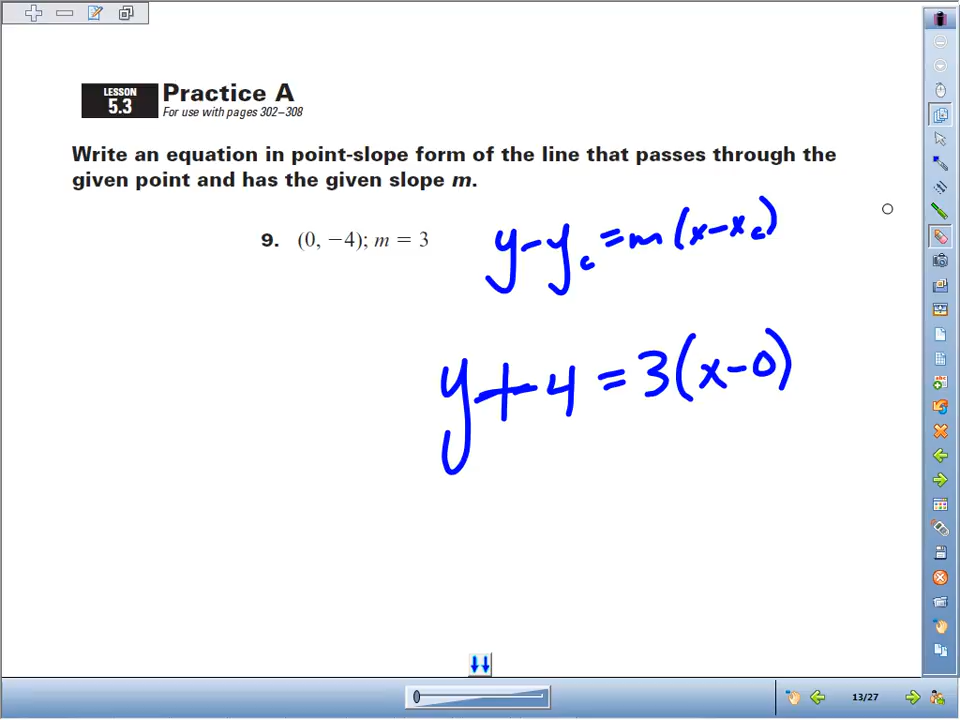 LESSON
5.3
Practice A
For use with pages 302–308
Write an equation in point-slope form of the line that passes through the
given point and has the given slope m.
9. (0, −4); m = 3
y − y_c = m(x − x_c)
y + 4 = 3(x − 0)
13/27